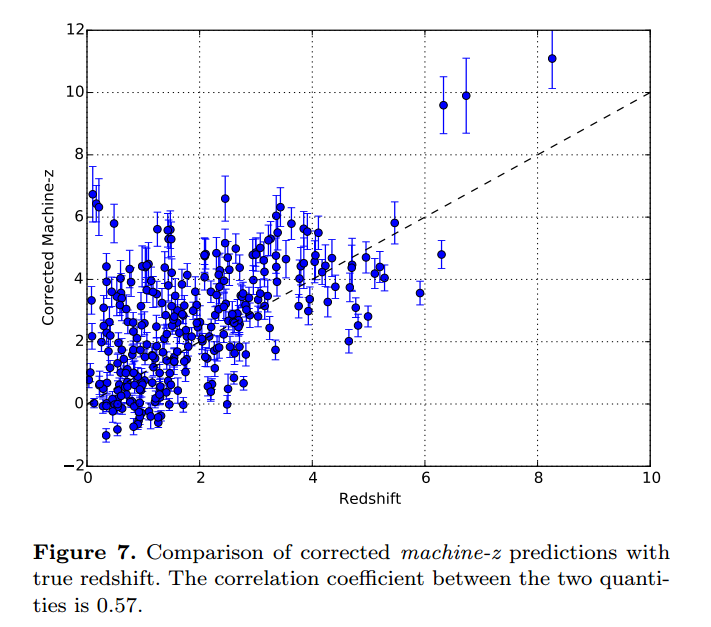 12
10
8
6
4
2
0
−2
Corrected Machine-z
0 2 4 6 8 10
Redshift
Figure 7. Comparison of corrected machine-z predictions with
true redshift. The correlation coefficient between the two quanti-
ties is 0.57.